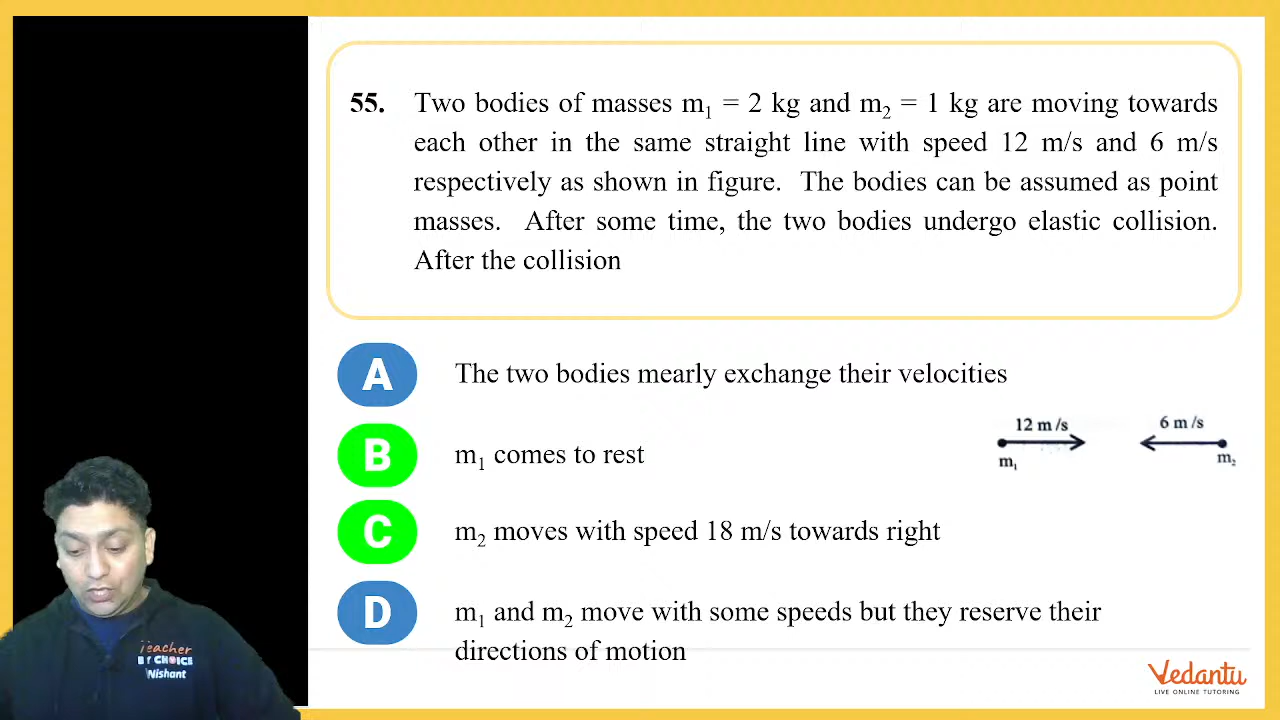 55. Two bodies of masses m₁ = 2 kg and m₂ = 1 kg are moving towards
each other in the same straight line with speed 12 m/s and 6 m/s
respectively as shown in figure. The bodies can be assumed as point
masses. After some time, the two bodies undergo elastic collision.
After the collision
A The two bodies mearly exchange their velocities
B m₁ comes to rest
12 m/s 6 m/s
m₁ m₂
C m₂ moves with speed 18 m/s towards right
D m₁ and m₂ move with some speeds but they reserve their
directions of motion
Teacher
BY CHOICE
Nishant
Vedantu
LIVE ONLINE TUTORING